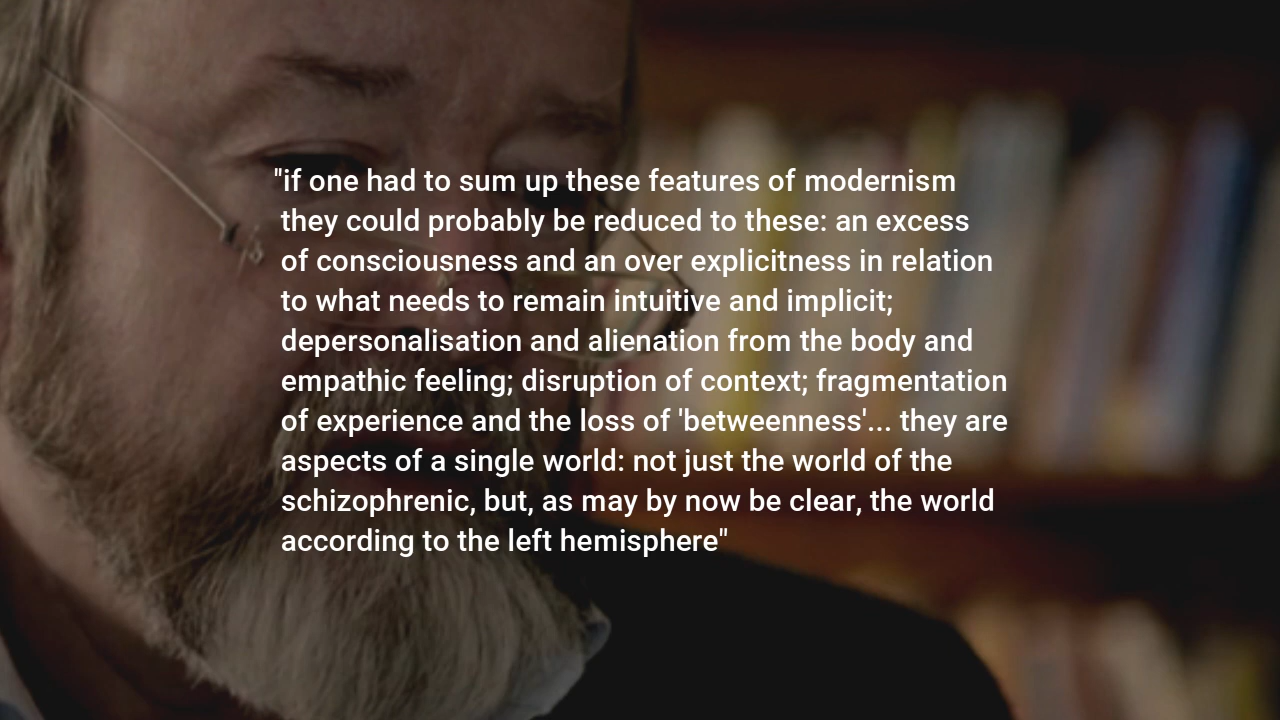 "if one had to sum up these features of modernism
they could probably be reduced to these: an excess
of consciousness and an over explicitness in relation
to what needs to remain intuitive and implicit;
depersonalisation and alienation from the body and
empathic feeling; disruption of context; fragmentation
of experience and the loss of 'betweenness'... they are
aspects of a single world: not just the world of the
schizophrenic, but, as may by now be clear, the world
according to the left hemisphere"